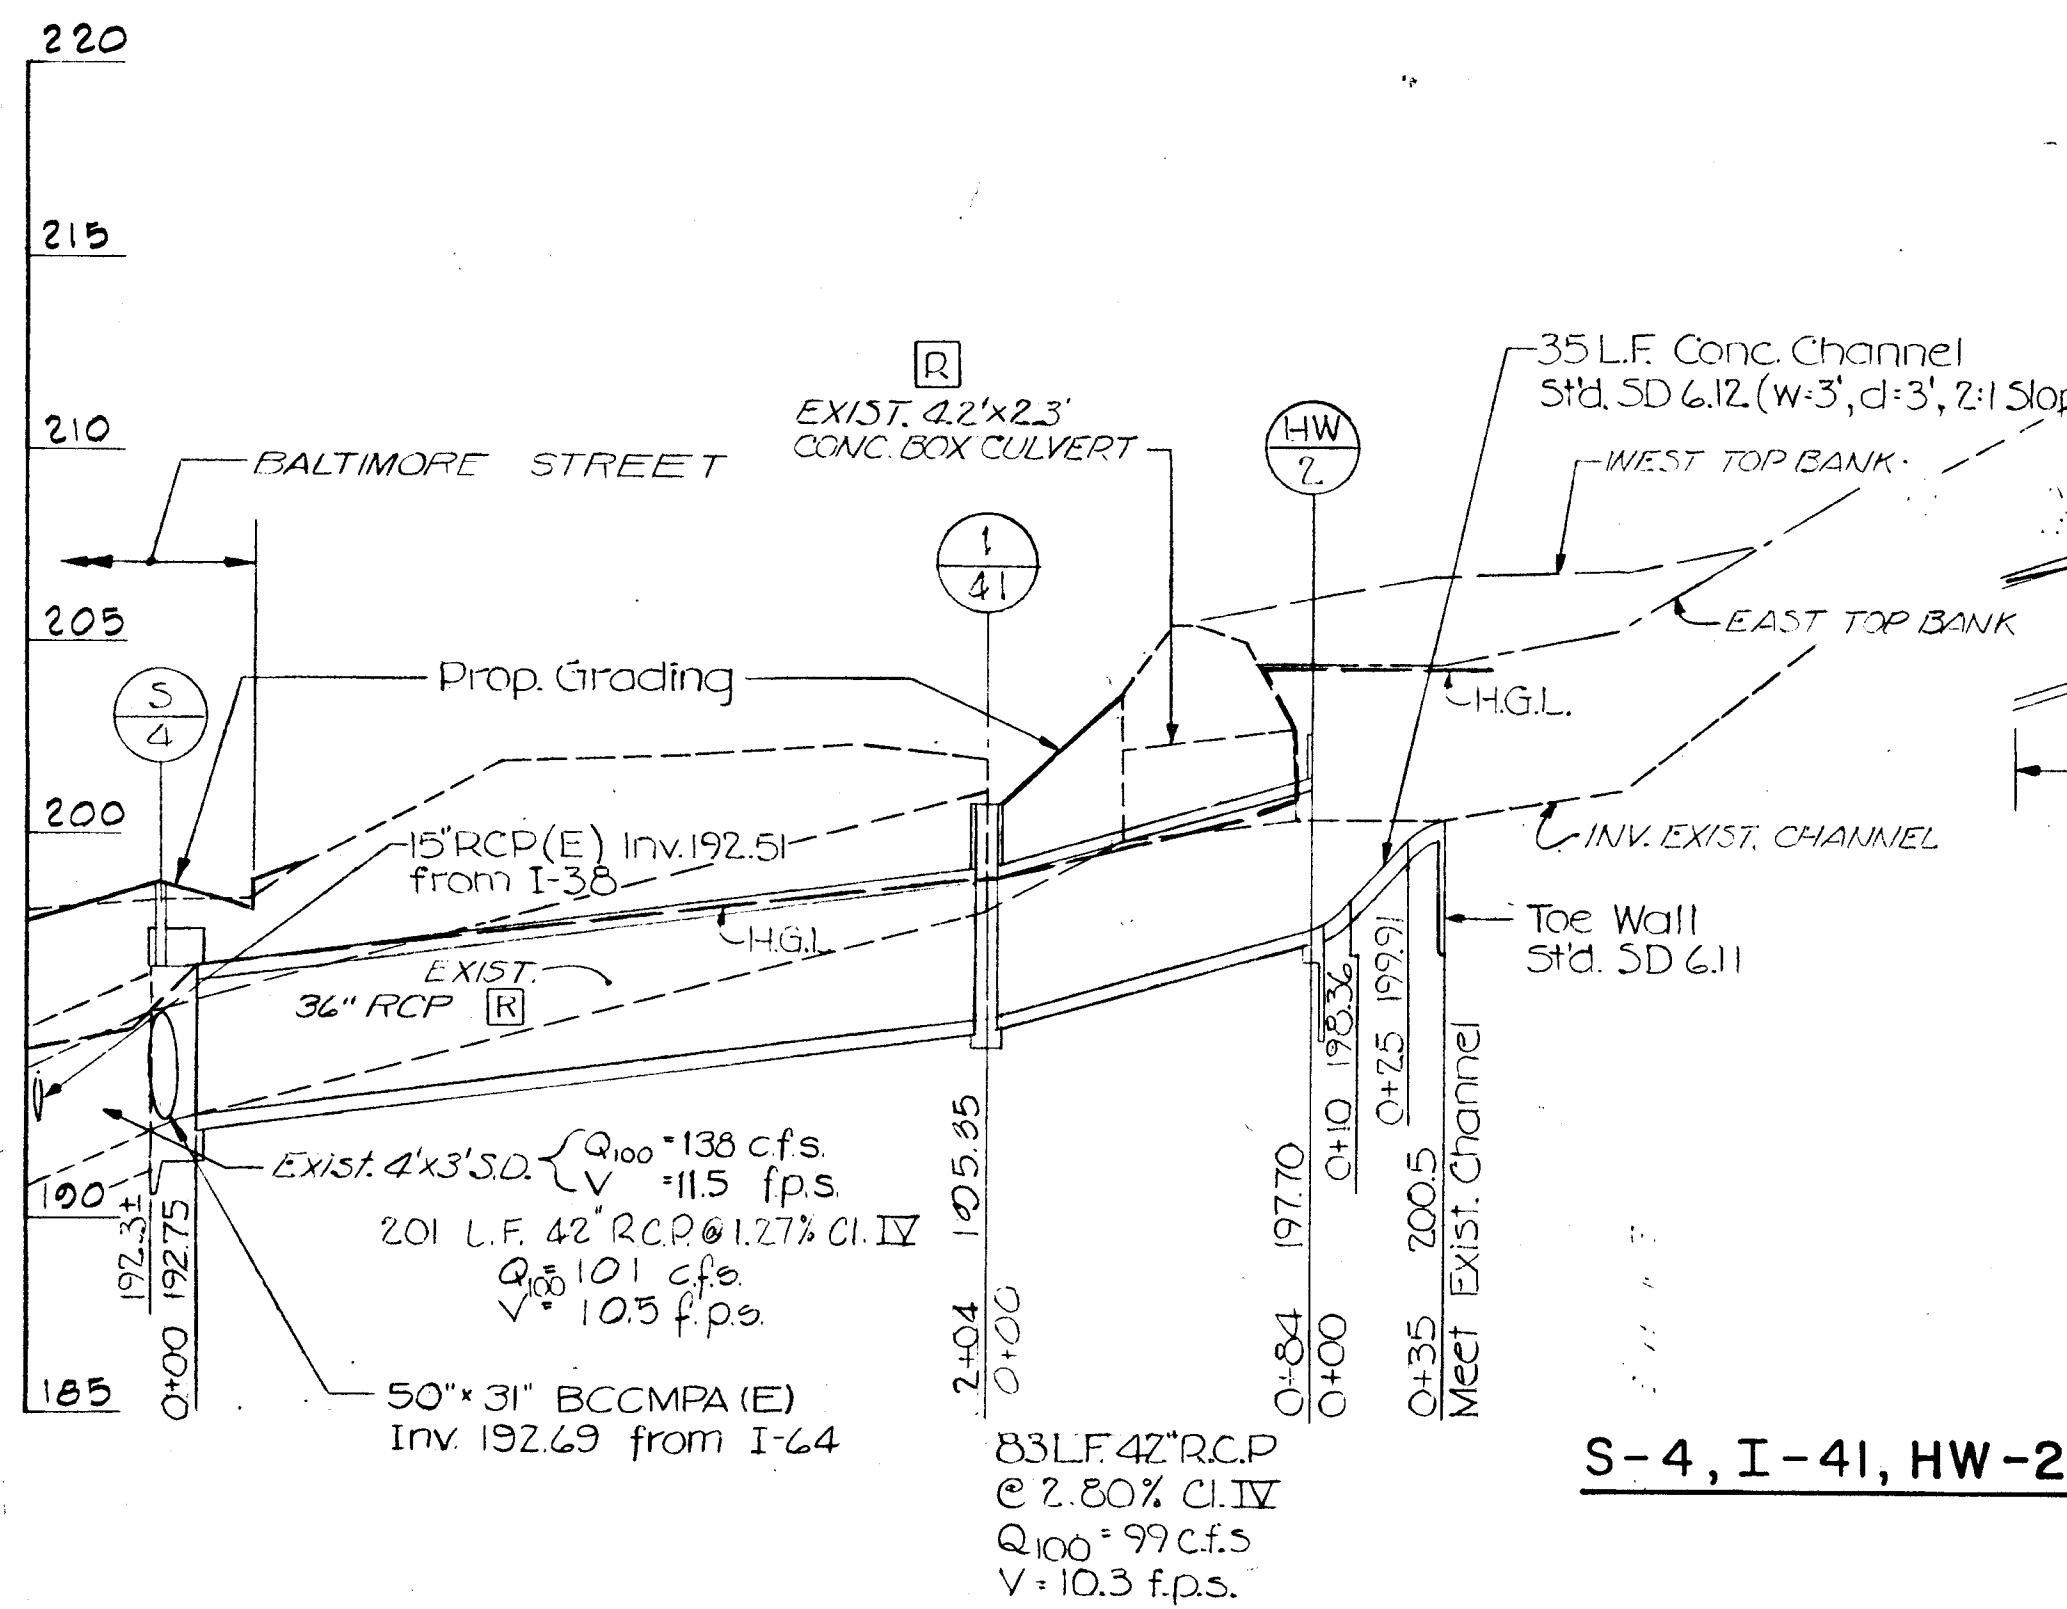 220
215
210
205
200
190
185
BALTIMORE STREET
R
EXIST. 4.2'x2.3'
CONC. BOX CULVERT
HW
2
1
41
S
4
35 L.F. Conc. Channel
St'd. SD 6.12 (w=3', d=3', 2:1 Slop
WEST TOP BANK
EAST TOP BANK
H.G.L.
INV. EXIST. CHANNEL
Prop. Grading
15" RCP (E) Inv. 192.51
from I-38
H.G.L.
EXIST.
36" RCP R
Toe Wall
St'd. SD 6.11
Exist. 4'x3' S.D. Q100 = 138 c.f.s.
V = 11.5 f.p.s.
201 L.F. 42" R.C.P. @ 1.27% Cl. IV
Q100 = 101 c.f.s.
V = 10.5 f.p.s.
50" x 31" BCCMPA (E)
Inv. 192.69 from I-64
192.3±
0+00 192.75
2+04 195.35
0+00
0+84 197.70
0+00
0+10 198.36
0+25 199.91
0+35 200.5
Meet Exist. Channel
83 L.F. 42" R.C.P
@ 2.80% Cl. IV
Q100 = 99 c.f.s
V = 10.3 f.p.s.
S-4, I-41, HW-2